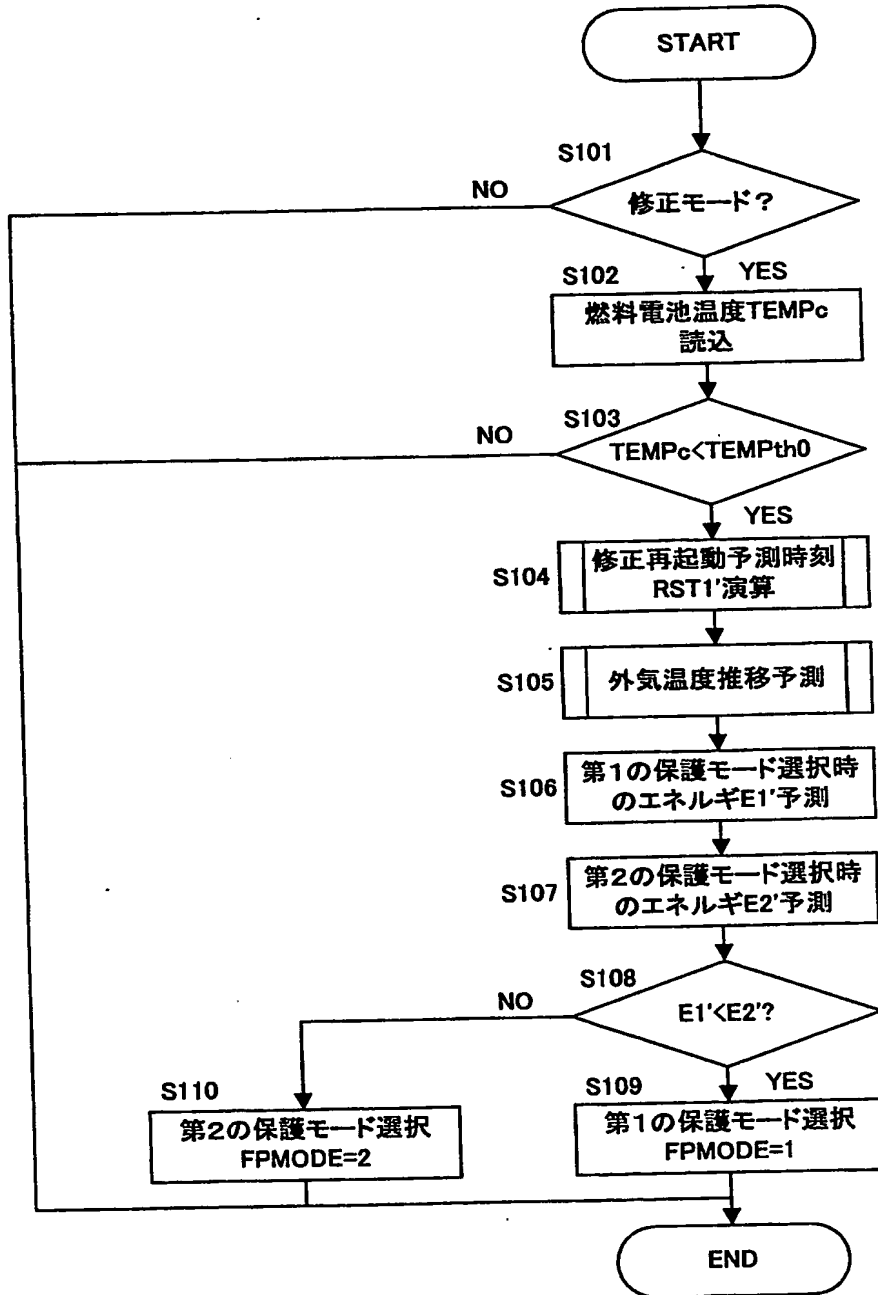 START
S101
NO
修正モード？
S102
YES
燃料電池温度TEMPc
読込
S103
NO
TEMPc<TEMPth0
YES
S104
修正再起動予測時刻
RST1'演算
S105
外気温度推移予測
S106
第1の保護モード選択時
のエネルギE1'予測
S107
第2の保護モード選択時
のエネルギE2'予測
S108
NO
E1'<E2'?
S110
S109
YES
第2の保護モード選択
FPMODE=2
第1の保護モード選択
FPMODE=1
END